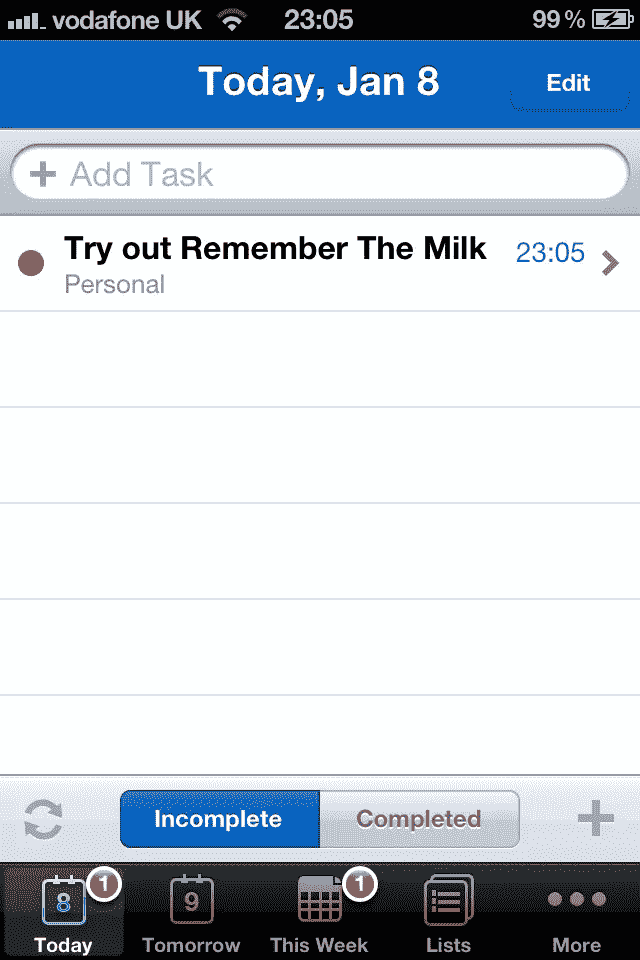 vodafone UK 23:05 99%
Today, Jan 8 Edit
Add Task
Try out Remember The Milk 23:05
Personal
Incomplete Completed
8 1 9 1
Today Tomorrow This Week Lists More